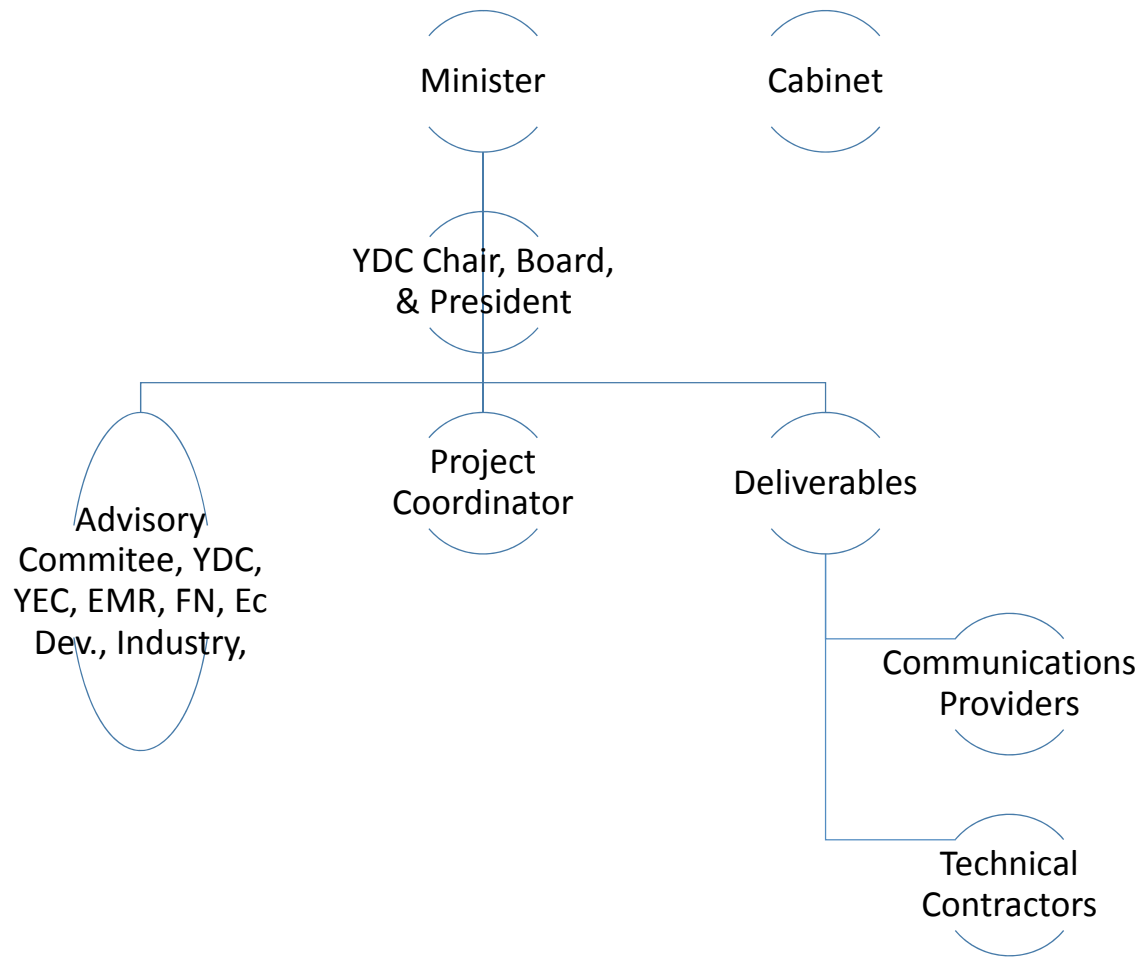 Minister
Cabinet
YDC Chair, Board,
& President
Project
Coordinator
Deliverables
Advisory
Commitee, YDC,
YEC, EMR, FN, Ec
Dev., Industry,
Communications
Providers
Technical
Contractors